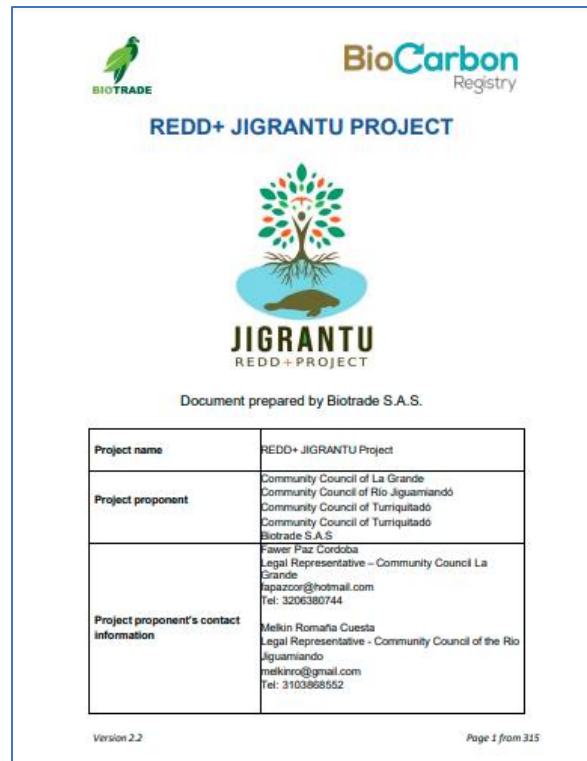 BIOTRADE
BioCarbon
Registry
REDD+ JIGRANTU PROJECT
JIGRANTU
REDD+PROJECT
Document prepared by Biotrade S.A.S.
Project name
REDD+ JIGRANTU Project
Project proponent
Community Council of La Grande
Community Council of Río Jiguamiandó
Community Council of Turriquitadó
Community Council of Turriquitadó
Biotrade S.A.S
Project proponent's contact
information
Fawer Paz Cordoba
Legal Representative – Community Council La
Grande
fapazcor@hotmail.com
Tel: 3206380744
Melkin Romaña Cuesta
Legal Representative - Community Council of the Rio
Jiguamiando
melkinro@gmail.com
Tel: 3103868552
Version 2.2
Page 1 from 315